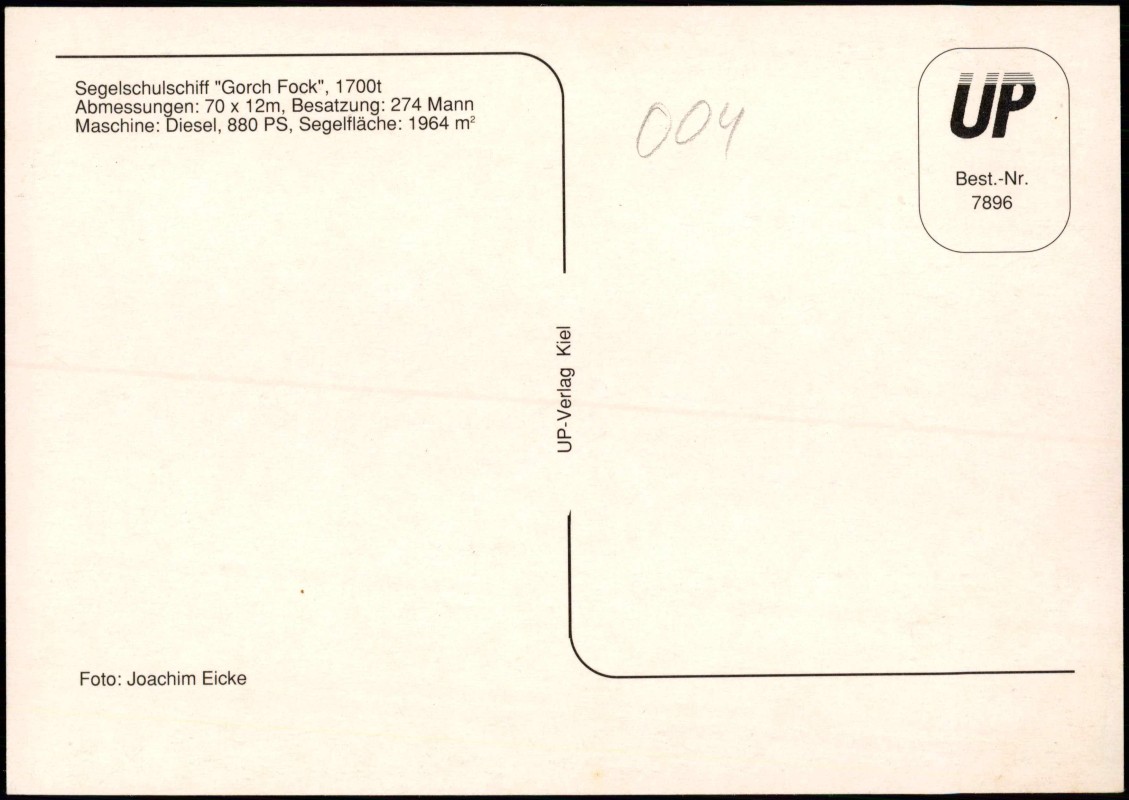 Segelschulschiff "Gorch Fock", 1700t
Abmessungen: 70 x 12m, Besatzung: 274 Mann
Maschine: Diesel, 880 PS, Segelfläche: 1964 m²
004
UP
Best.-Nr.
7896
UP-Verlag Kiel
Foto: Joachim Eicke